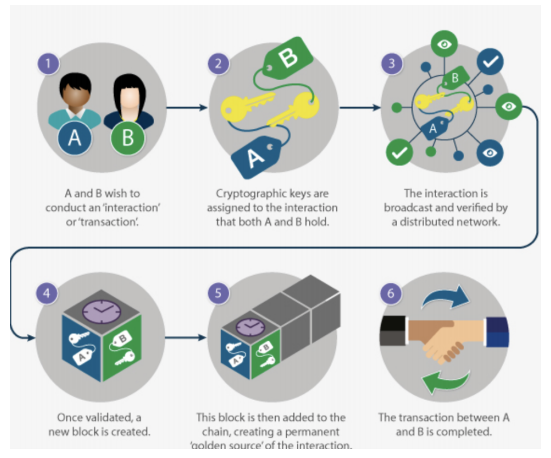 1
A B
A and B wish to
conduct an 'interaction'
or 'transaction'.
2
B
A
Cryptographic keys are
assigned to the interaction
that both A and B hold.
3
B
A
The interaction is
broadcast and verified by
a distributed network.
4
A B
Once validated, a
new block is created.
5
A B
This block is then added to the
chain, creating a permanent
'golden source' of the interaction.
6
The transaction between A
and B is completed.